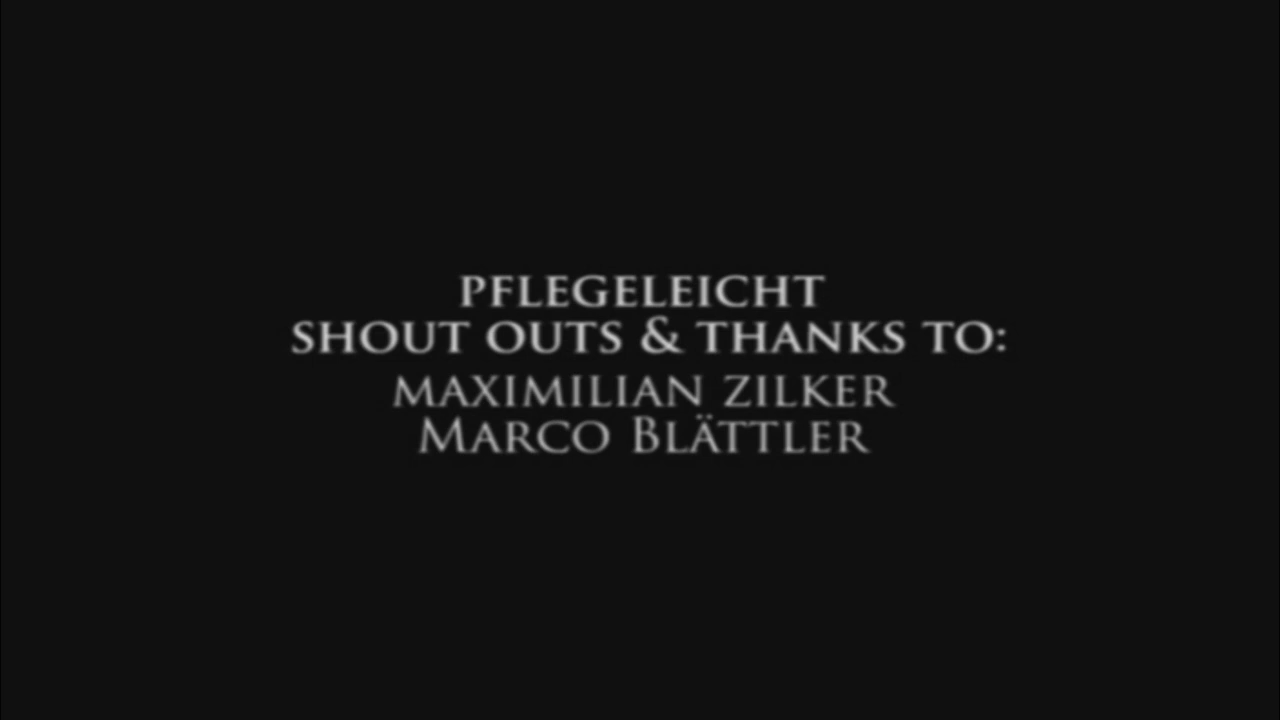 PFLEGELEICHT
SHOUT OUTS & THANKS TO:
MAXIMILIAN ZILKER
MARCO BLÄTTLER